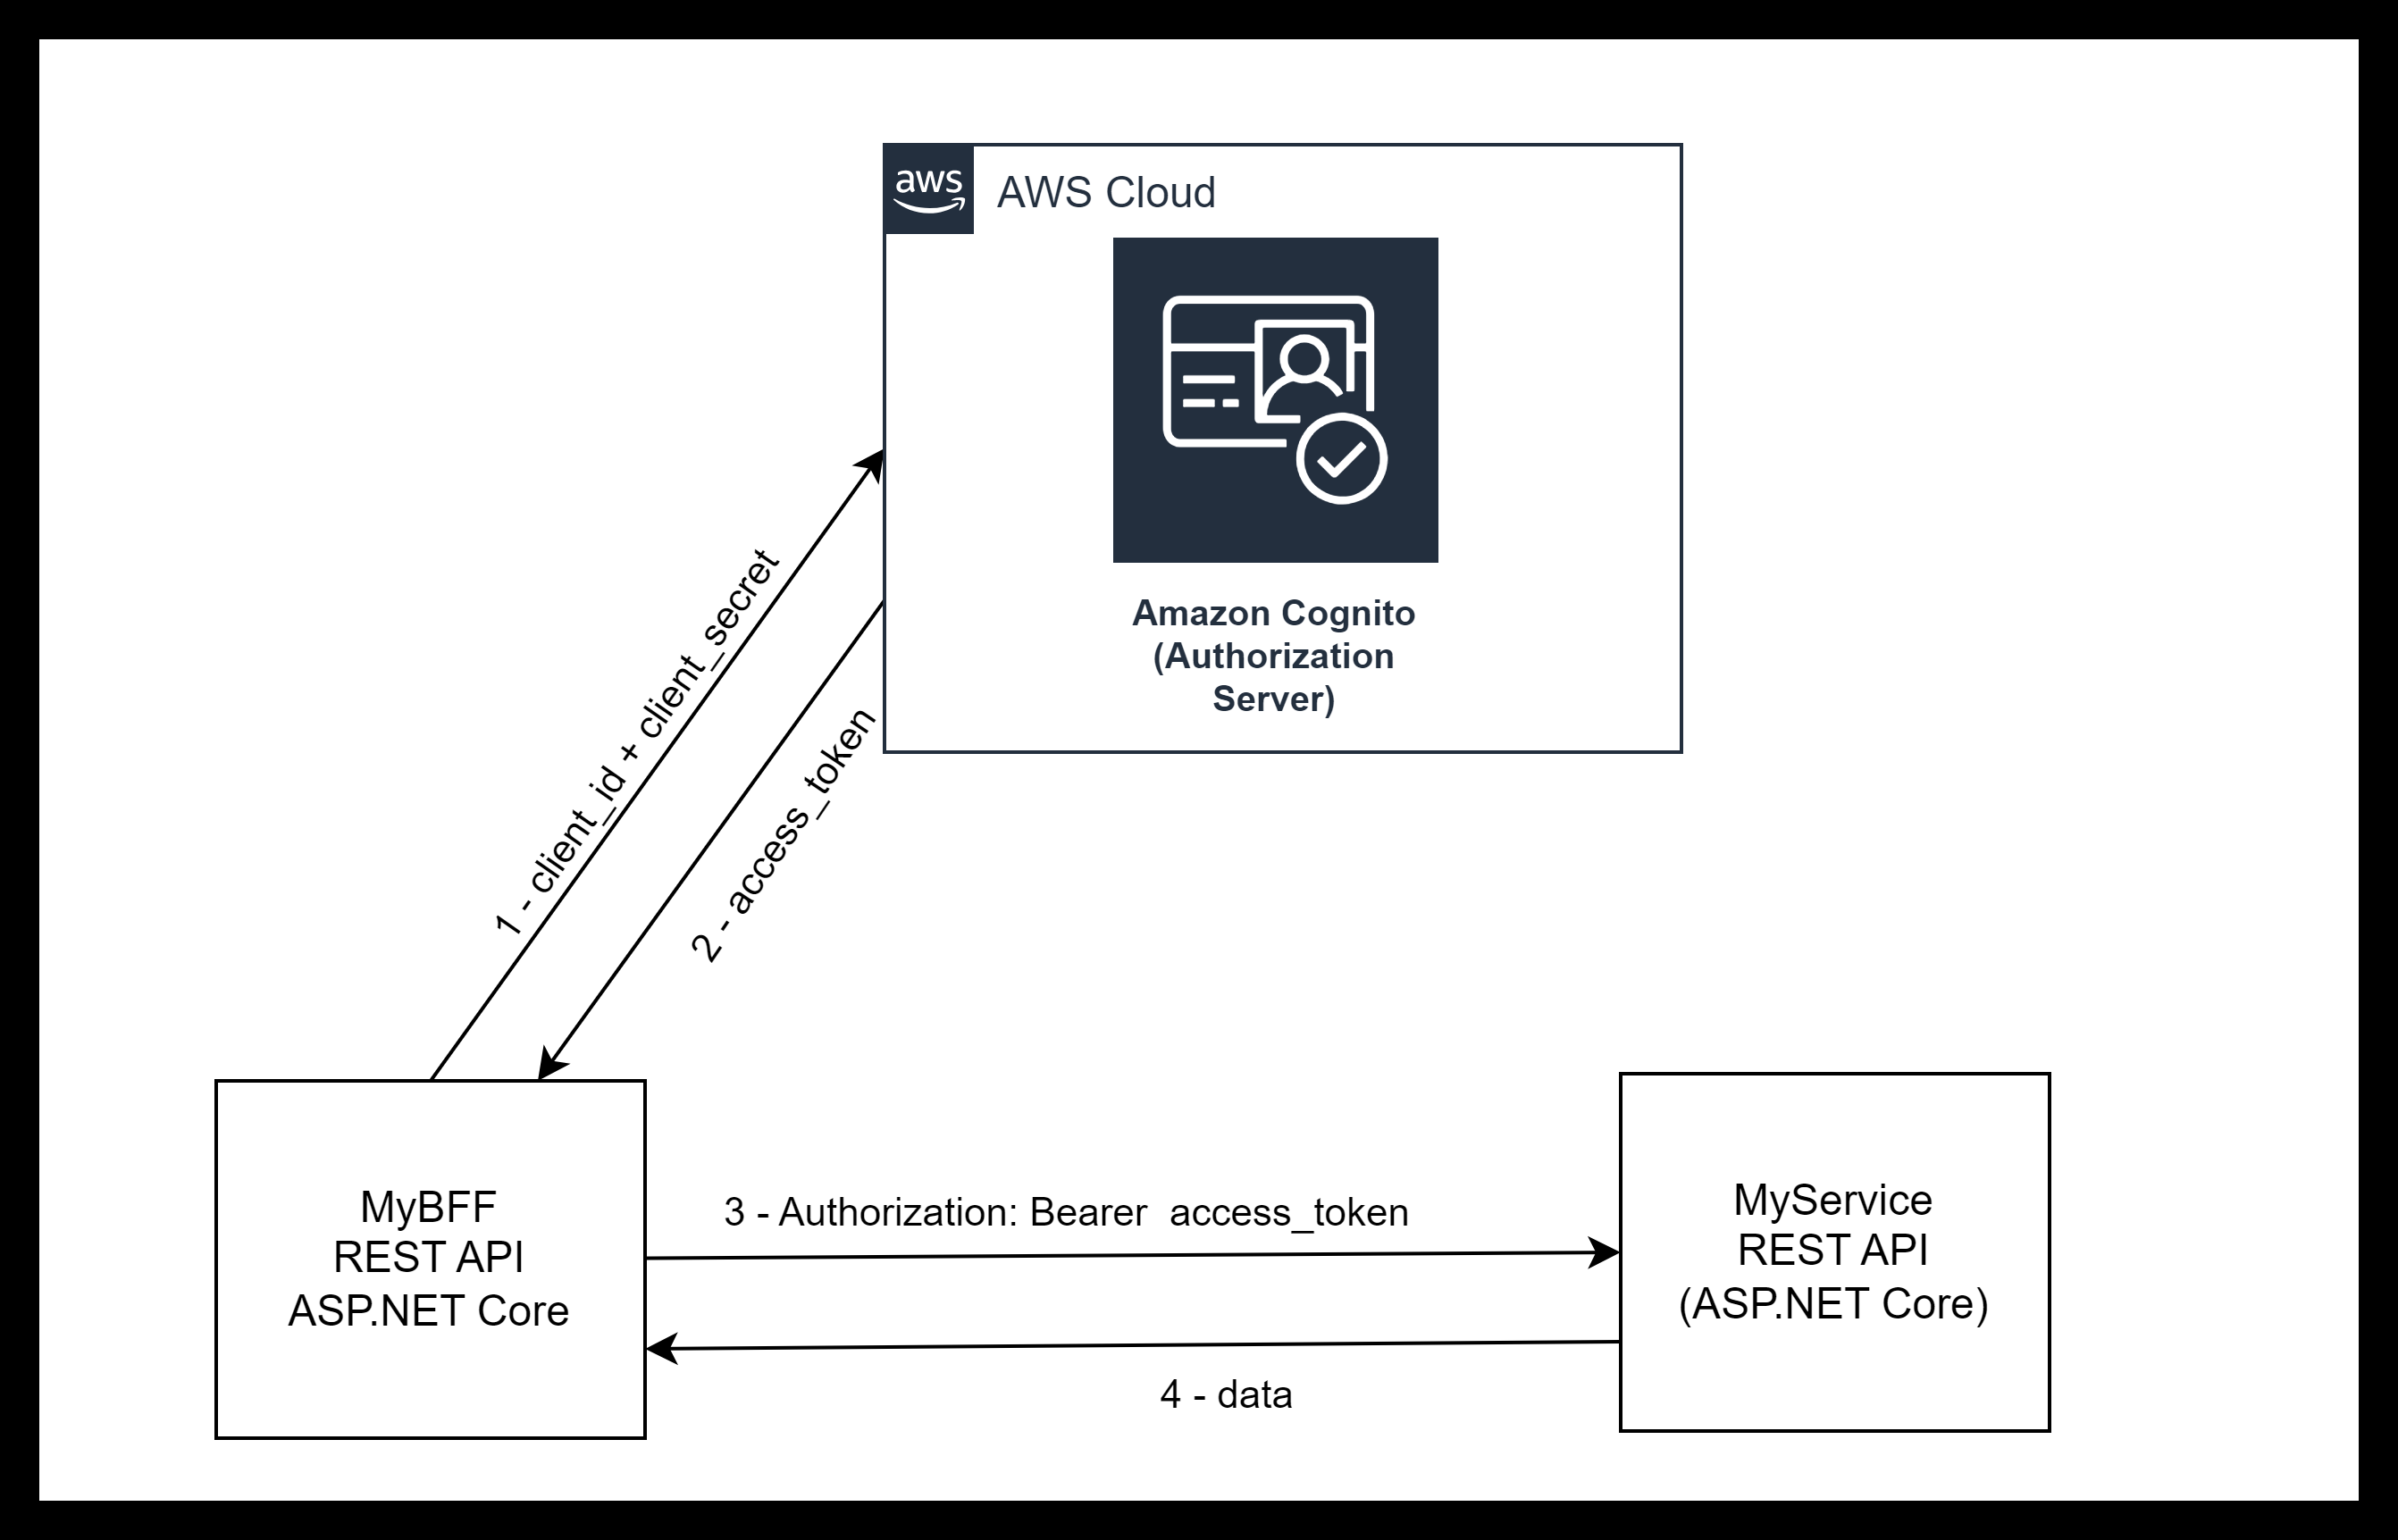 aws
AWS Cloud
Amazon Cognito
(Authorization
Server)
1 - client_id + client_secret
2 - access_token
MyBFF
REST API
ASP.NET Core
3 - Authorization: Bearer  access_token
4 - data
MyService
REST API
(ASP.NET Core)